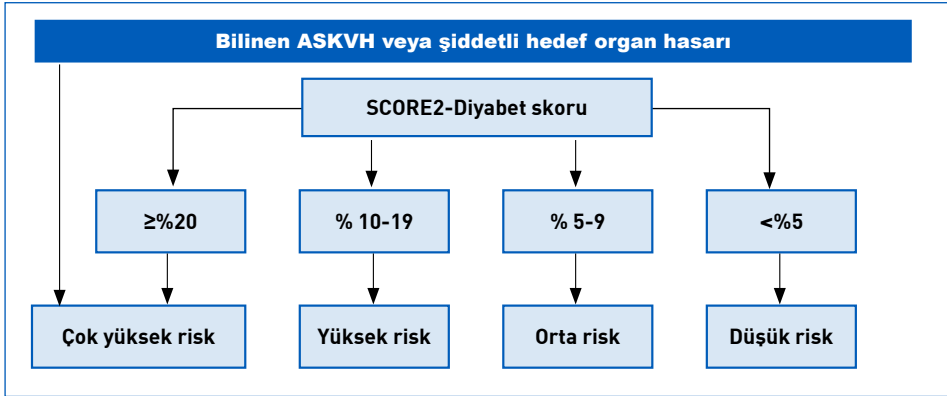 Bilinen ASKVH veya şiddetli hedef organ hasarı
SCORE2-Diyabet skoru
≥%20
% 10-19
% 5-9
<%5
Çok yüksek risk
Yüksek risk
Orta risk
Düşük risk